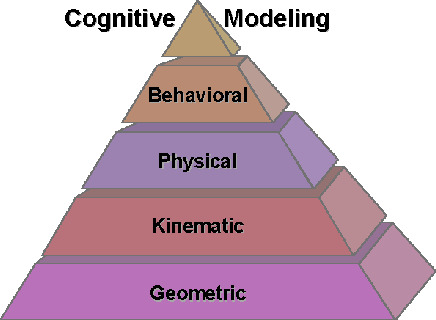 Cognitive Modeling
Behavioral
Physical
Kinematic
Geometric